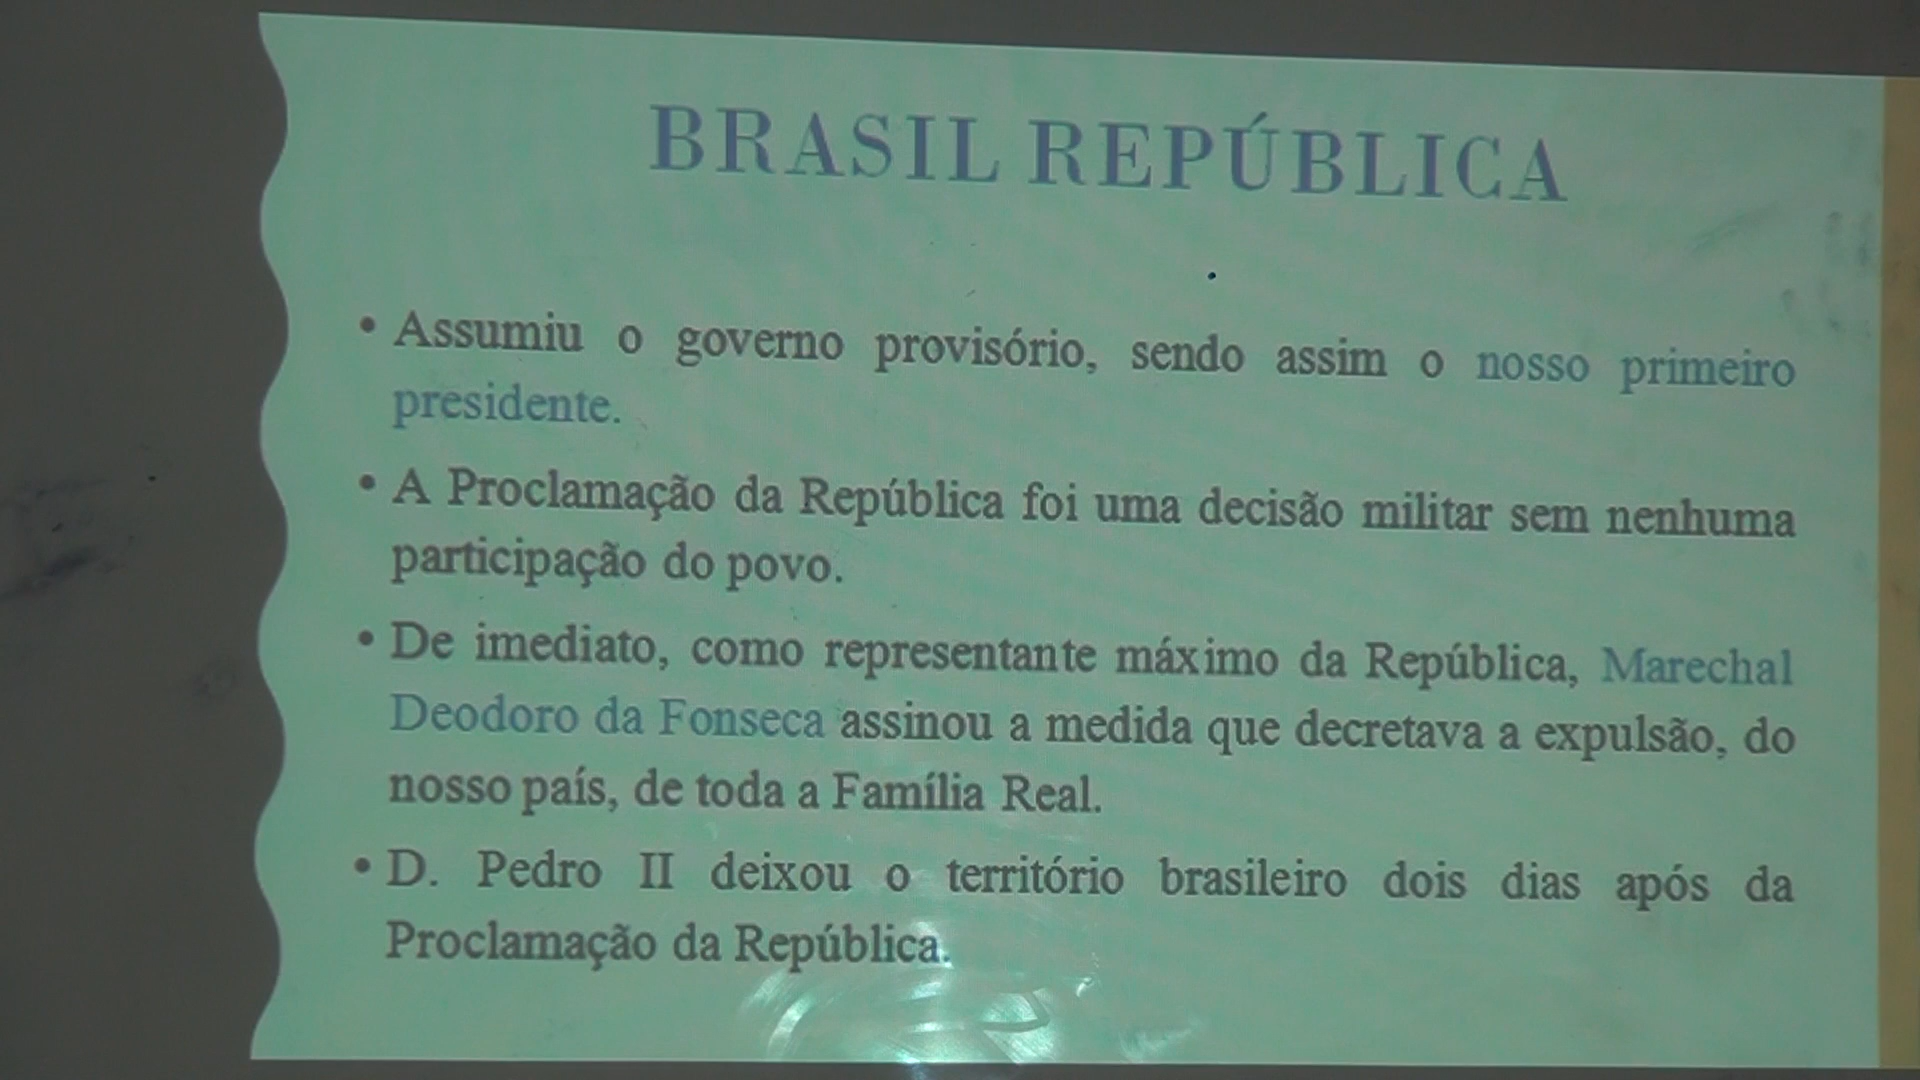 BRASIL REPÚBLICA
• Assumiu o governo provisório, sendo assim o nosso primeiro
presidente.
• A Proclamação da República foi uma decisão militar sem nenhuma
participação do povo.
• De imediato, como representante máximo da República, Marechal
Deodoro da Fonseca assinou a medida que decretava a expulsão, do
nosso país, de toda a Família Real.
• D. Pedro II deixou o território brasileiro dois dias após da
Proclamação da República.